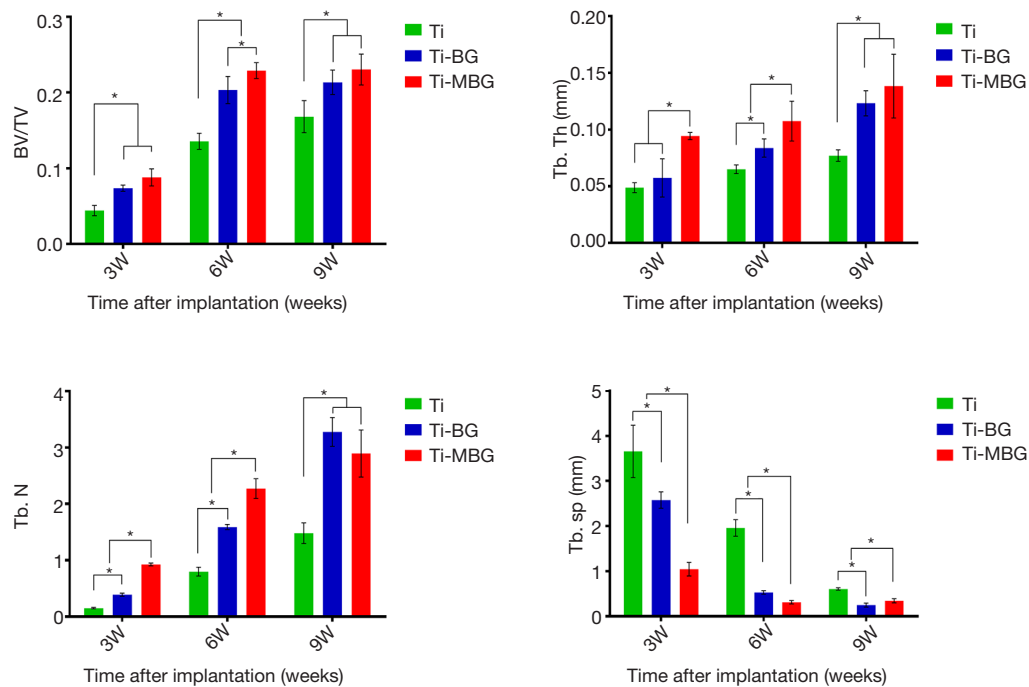 BV/TV
0.3
0.2
0.1
0.0
*
*
*
*
3W
6W
9W
Time after implantation (weeks)
Ti
Ti-BG
Ti-MBG
Tb. Th (mm)
0.20
0.15
0.10
0.05
0.00
*
*
*
*
3W
6W
9W
Time after implantation (weeks)
Ti
Ti-BG
Ti-MBG
Tb. N
4
3
2
1
0
*
*
*
*
*
3W
6W
9W
Time after implantation (weeks)
Ti
Ti-BG
Ti-MBG
Tb. sp (mm)
5
4
3
2
1
0
*
*
*
*
*
*
3W
6W
9W
Time after implantation (weeks)
Ti
Ti-BG
Ti-MBG